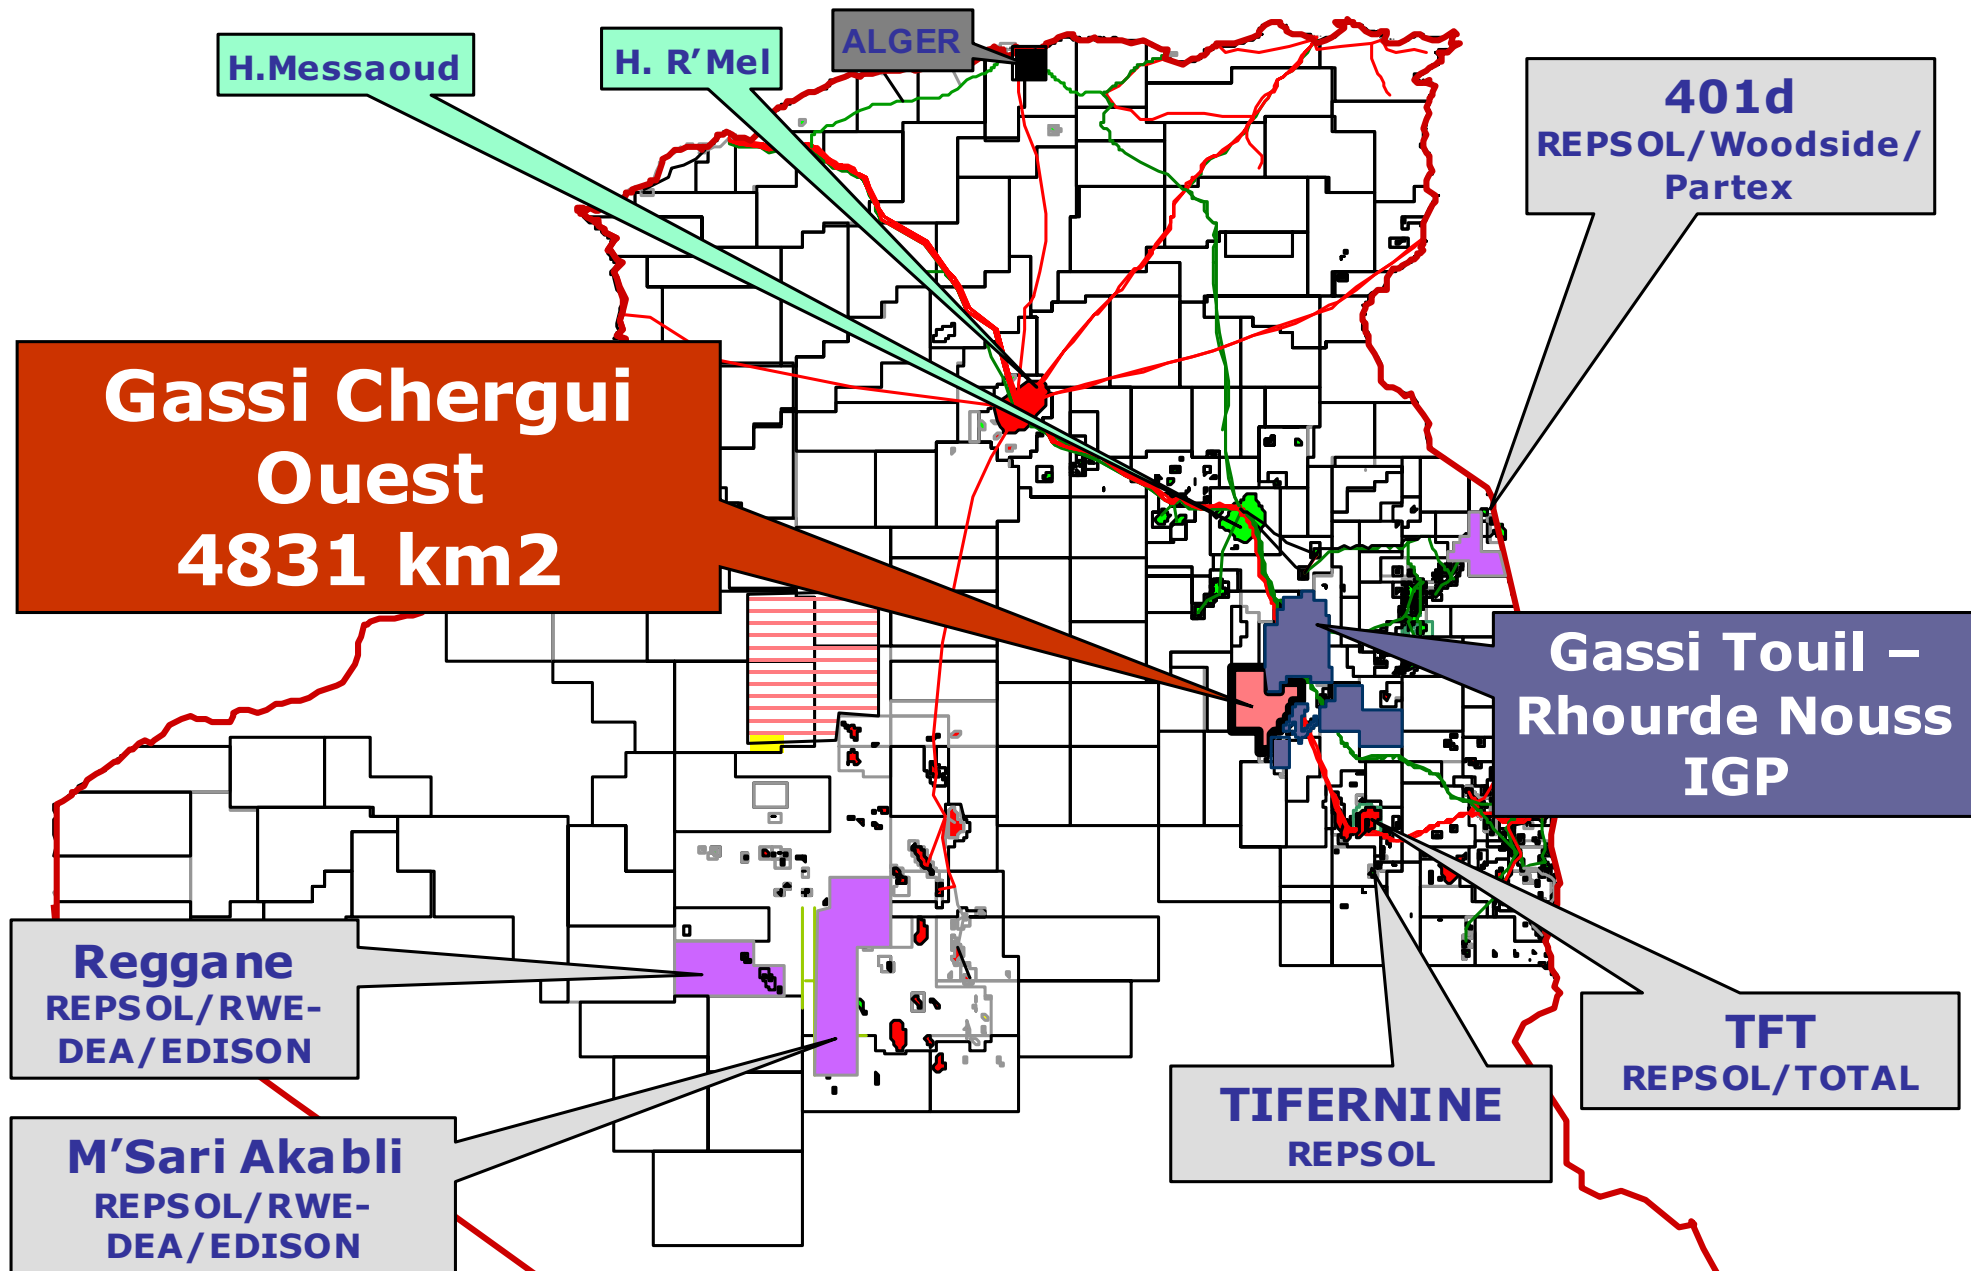 H.Messaoud
H. R’Mel
ALGER
401d
REPSOL/Woodside/
Partex
Gassi Chergui
Ouest
4831 km2
Gassi Touil –
Rhourde Nouss
IGP
Reggane
REPSOL/RWE-
DEA/EDISON
TFT
REPSOL/TOTAL
TIFERNINE
REPSOL
M’Sari Akabli
REPSOL/RWE-
DEA/EDISON